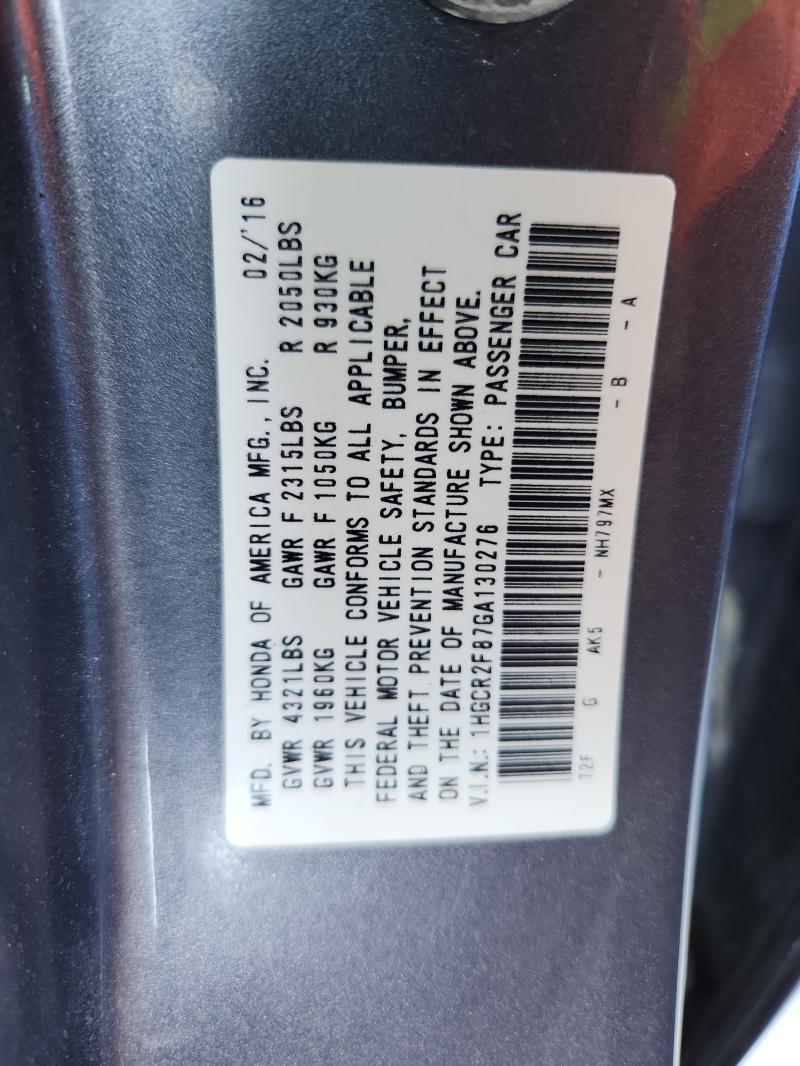 MFD. BY HONDA OF AMERICA MFG., INC. 02/'16
GVWR 4321LBS GAWR F 2315LBS R 2050LBS
GVWR 1960KG GAWR F 1050KG R 930KG
THIS VEHICLE CONFORMS TO ALL APPLICABLE
FEDERAL MOTOR VEHICLE SAFETY, BUMPER,
AND THEFT PREVENTION STANDARDS IN EFFECT
ON THE DATE OF MANUFACTURE SHOWN ABOVE.
V.I.N.: 1HGCR2F87GA130276 TYPE: PASSENGER CAR
T2F G AK5 - NH797MX - B - A